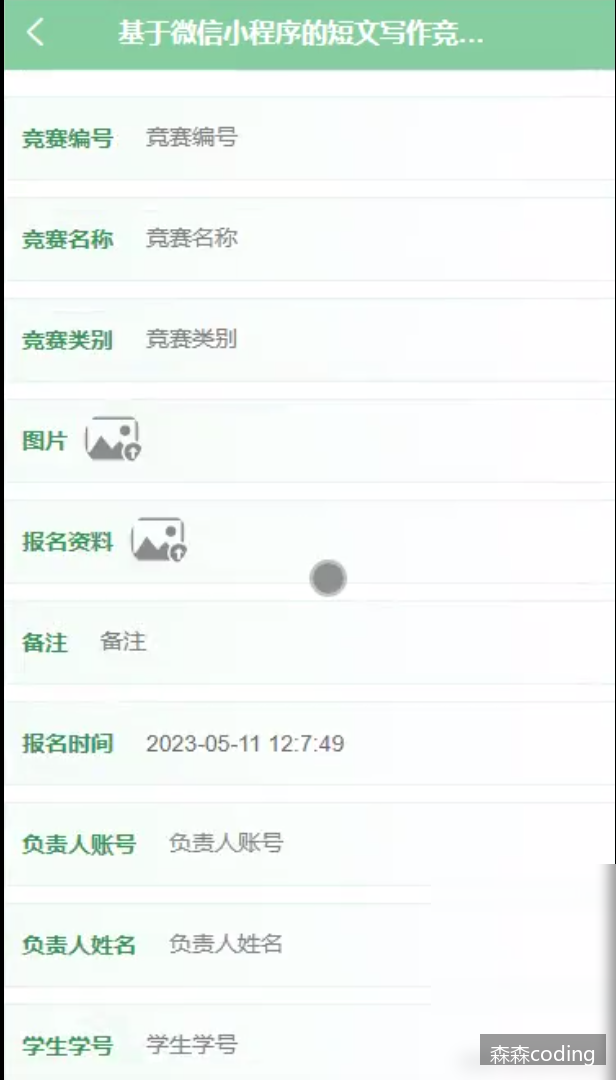 基于微信小程序的短文写作竞...
竞赛编号 竞赛编号
竞赛名称 竞赛名称
竞赛类别 竞赛类别
图片
报名资料
备注 备注
报名时间 2023-05-11 12:7:49
负责人账号 负责人账号
负责人姓名 负责人姓名
学生学号 学生学号
森森coding